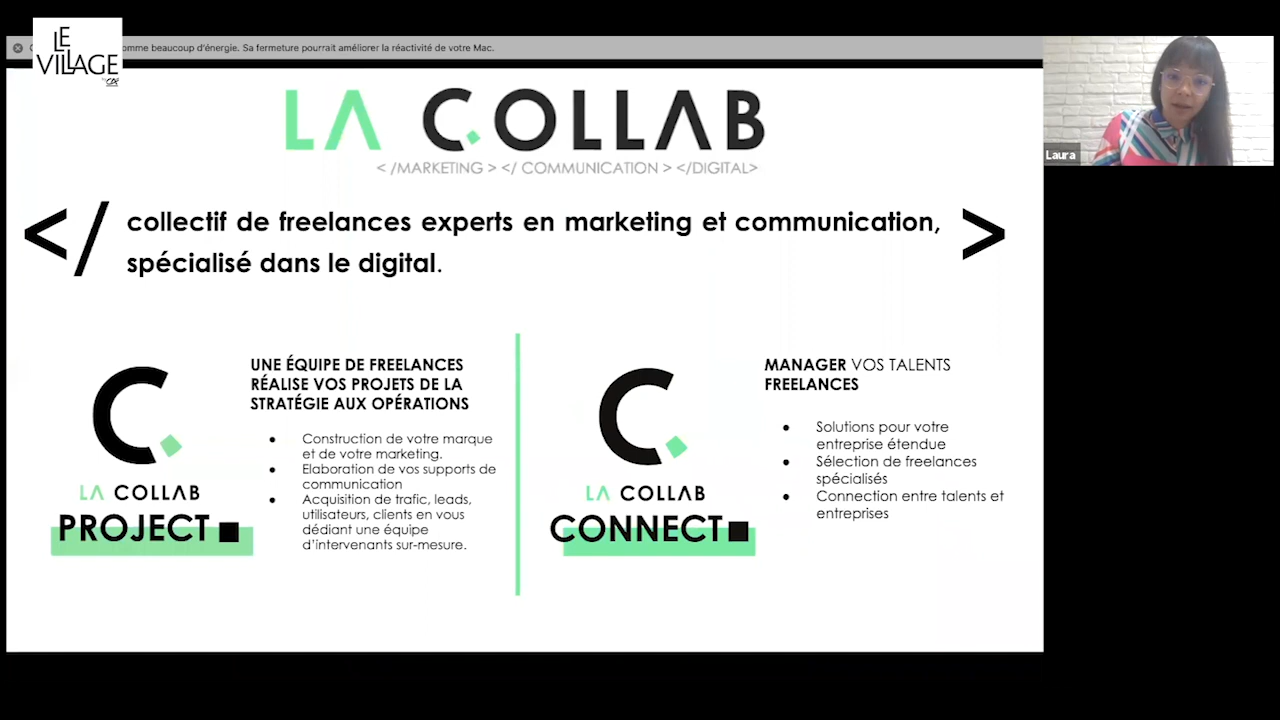 LE
VILLAGE
by CA
omme beaucoup d'énergie. Sa fermeture pourrait améliorer la réactivité de votre Mac.
Laura
LA COLLAB
< /MARKETING > </ COMMUNICATION > </DIGITAL>
</ collectif de freelances experts en marketing et communication, >
spécialisé dans le digital.
UNE ÉQUIPE DE FREELANCES
RÉALISE VOS PROJETS DE LA
STRATÉGIE AUX OPÉRATIONS
• Construction de votre marque
et de votre marketing.
• Elaboration de vos supports de
communication
• Acquisition de trafic, leads,
utilisateurs, clients en vous
dédiant une équipe
d'intervenants sur-mesure.
C
LA COLLAB
PROJECT
MANAGER VOS TALENTS
FREELANCES
• Solutions pour votre
entreprise étendue
• Sélection de freelances
spécialisés
• Connection entre talents et
entreprises
C
LA COLLAB
CONNECT